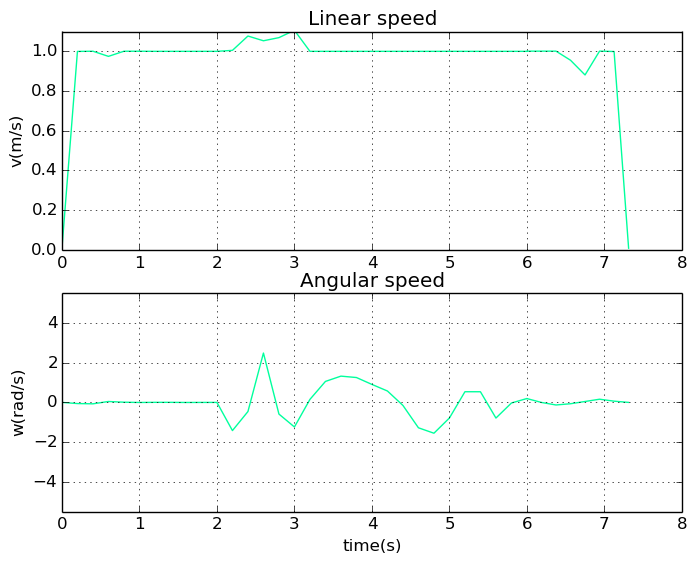 Linear speed
1.0
0.8
0.6
0.4
0.2
0.0
v(m/s)
0 1 2 3 4 5 6 7 8
Angular speed
4
2
0
−2
−4
w(rad/s)
0 1 2 3 4 5 6 7 8
time(s)